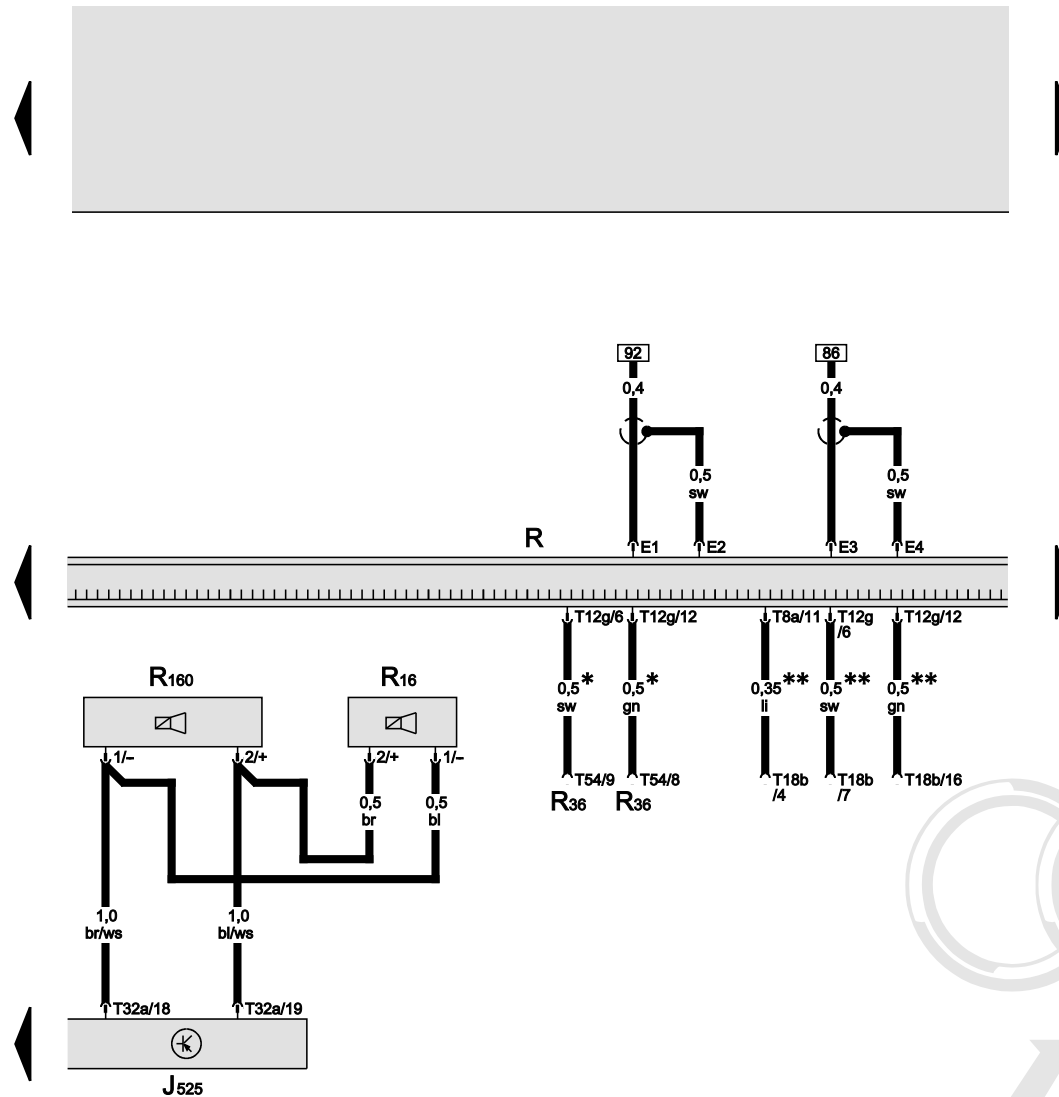 92 86
0,4 0,4
0,5 0,5
sw sw
R
E1 E2 E3 E4
T12g/6 T12g/12 T8a/11 T12g T12g/12
/6
R160 R16
0,5* 0,5* 0,35** 0,5** 0,5**
sw gn li sw gn
1/– 2/+ 2/+ 1/–
T54/9 T54/8 T18b T18b T18b/16
/4 /7
R36 R36
0,5 0,5
br bl
1,0 1,0
br/ws bl/ws
T32a/18 T32a/19
J525